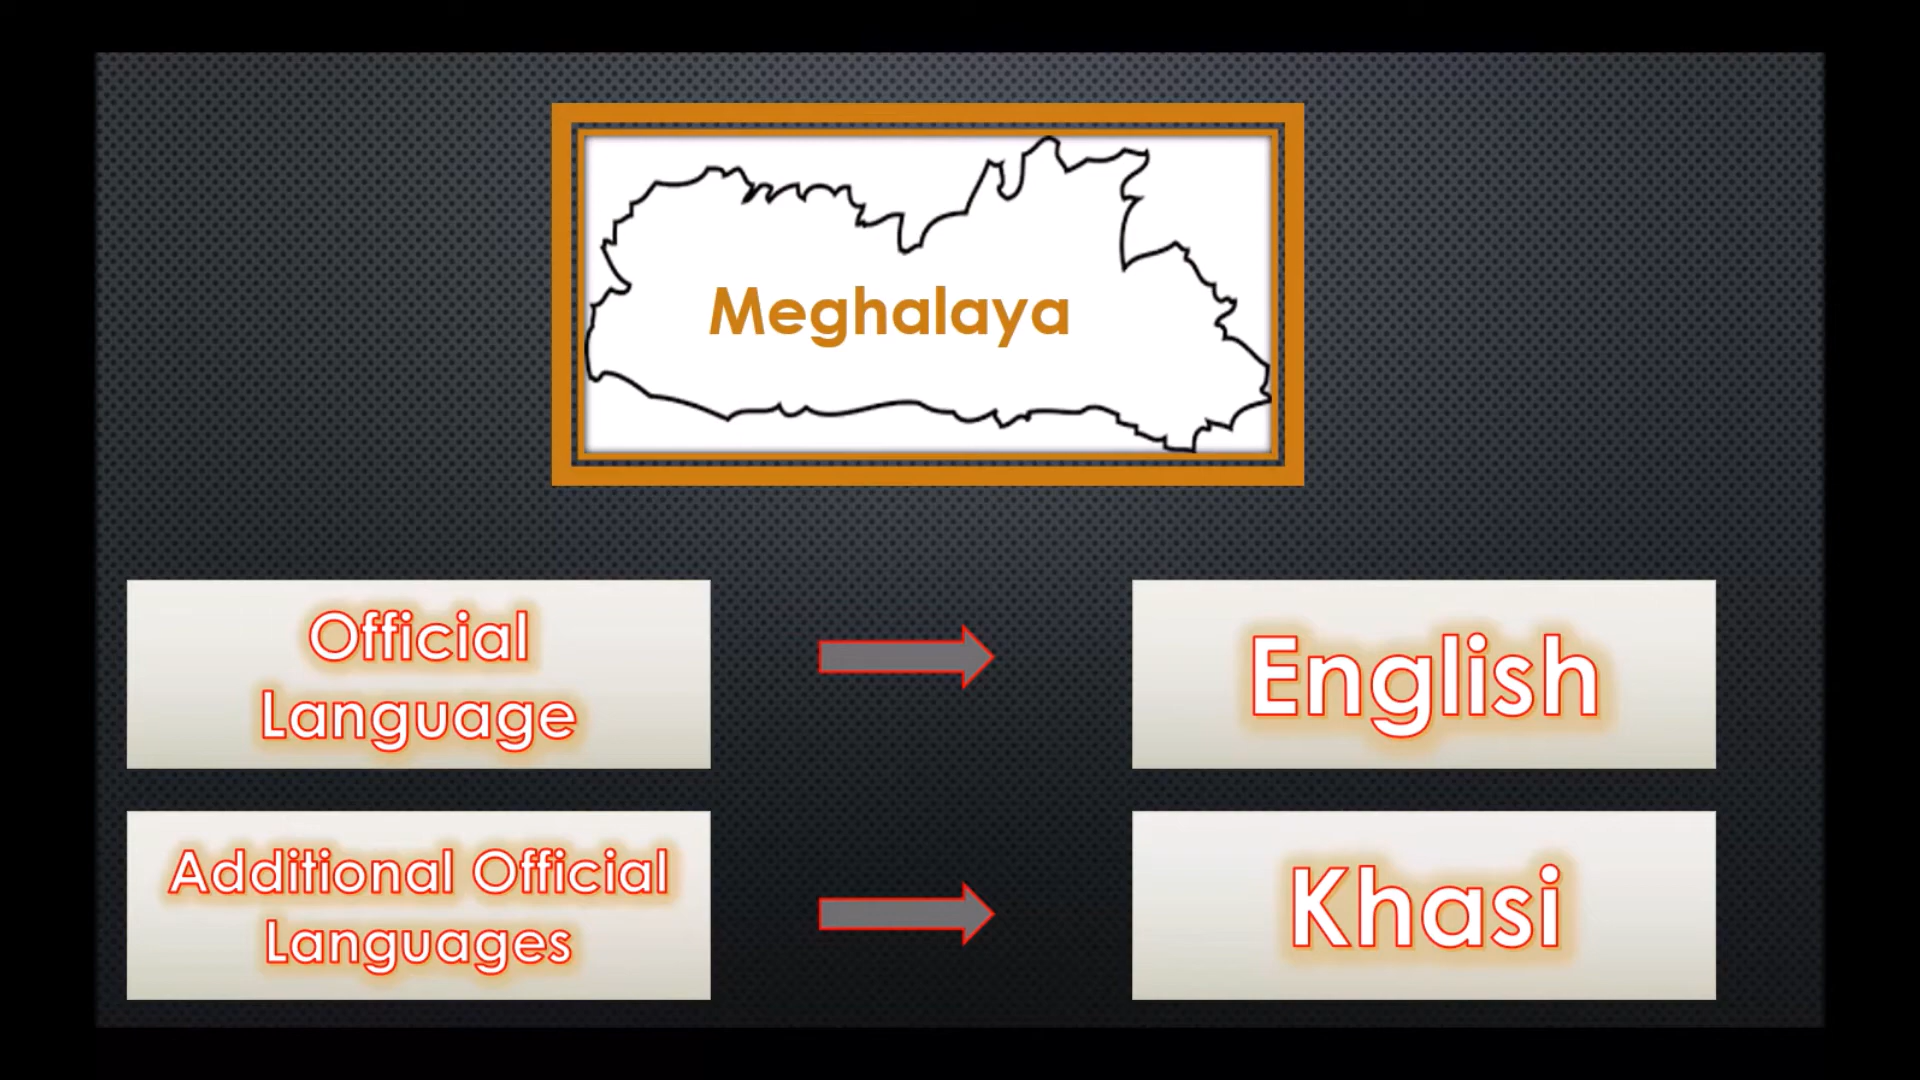 Meghalaya
Official
Language
English
Additional Official
Languages
Khasi